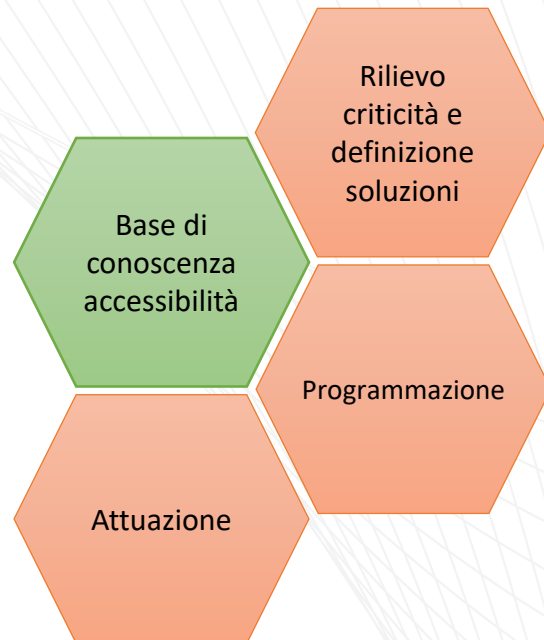 Rilievo
criticità e
definizione
soluzioni
Base di
conoscenza
accessibilità
Programmazione
Attuazione